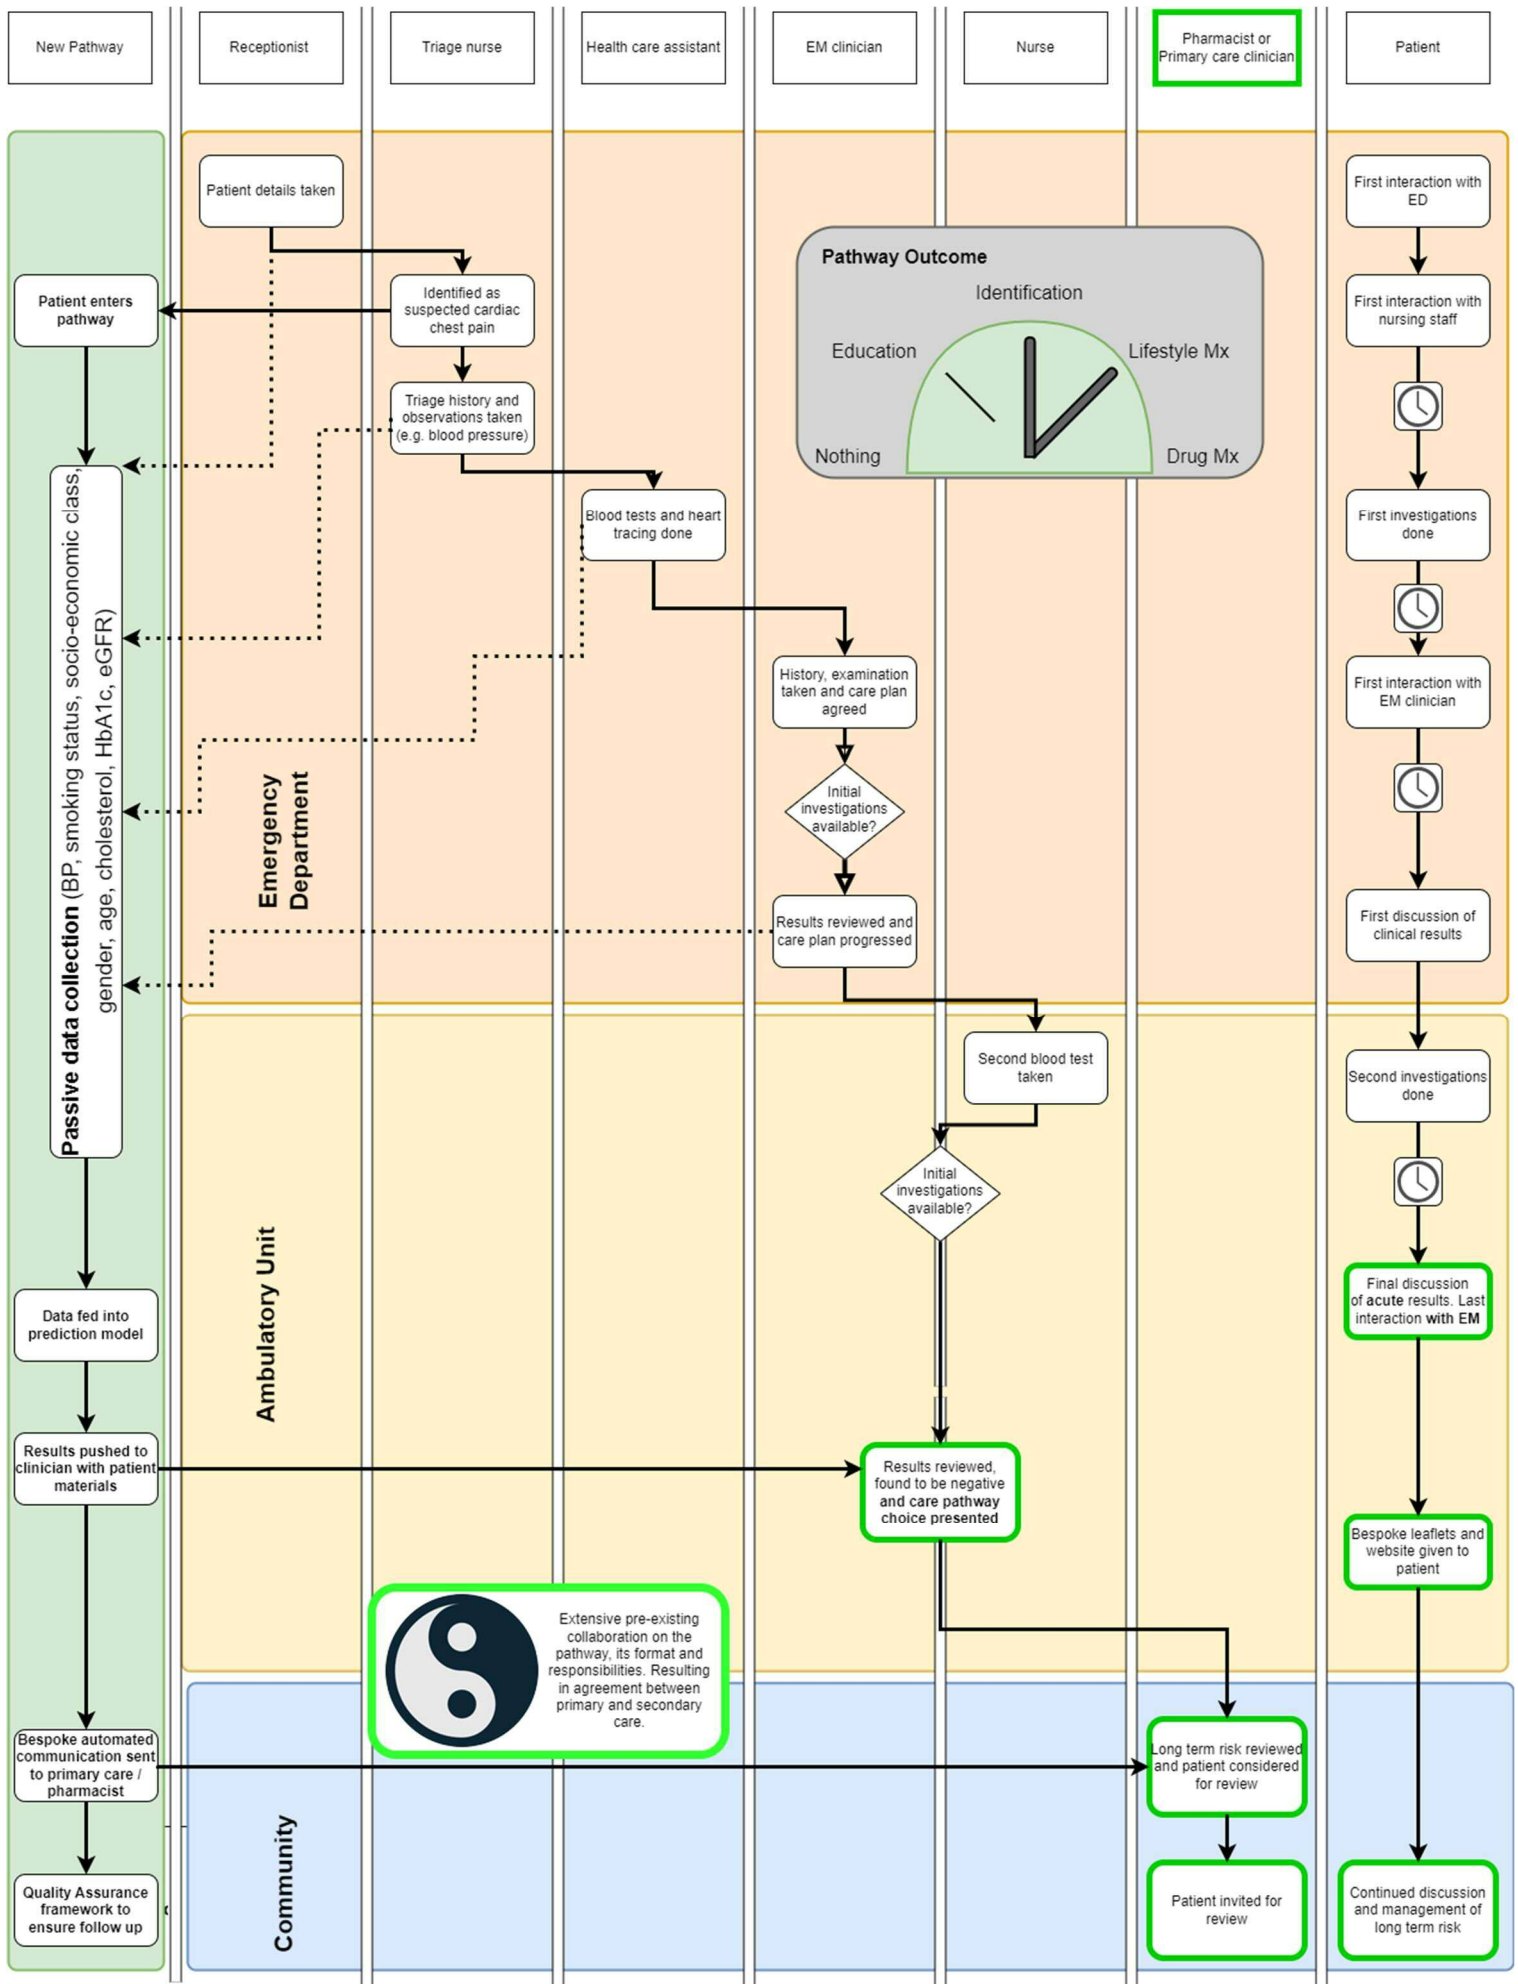 New Pathway
Receptionist
Triage nurse
Health care assistant
EM clinician
Nurse
Pharmacist or
Primary care clinician
Patient
Patient details taken
First interaction with
ED
Pathway Outcome
Identification
Education
Lifestyle Mx
Nothing
Drug Mx
Patient enters
pathway
Identified as
suspected cardiac
chest pain
First interaction with
nursing staff
Triage history and
observations taken
(e.g. blood pressure)
Passive data collection (BP, smoking status, socio-economic class,
gender, age, cholesterol, HbA1c, eGFR)
Blood tests and heart
tracing done
First investigations
done
History, examination
taken and care plan
agreed
First interaction with
EM clinician
Emergency
Department
Initial
investigations
available?
Results reviewed and
care plan progressed
First discussion of
clinical results
Second blood test
taken
Second investigations
done
Initial
investigations
available?
Ambulatory Unit
Data fed into
prediction model
Final discussion
of acute results. Last
interaction with EM
Results pushed to
clinician with patient
materials
Results reviewed,
found to be negative
and care pathway
choice presented
Bespoke leaflets and
website given to
patient
Extensive pre-existing
collaboration on the
pathway, its format and
responsibilities. Resulting
in agreement between
primary and secondary
care.
Bespoke automated
communication sent
to primary care /
pharmacist
Long term risk reviewed
and patient considered
for review
Community
Quality Assurance
framework to
ensure follow up
Patient invited for
review
Continued discussion
and management of
long term risk